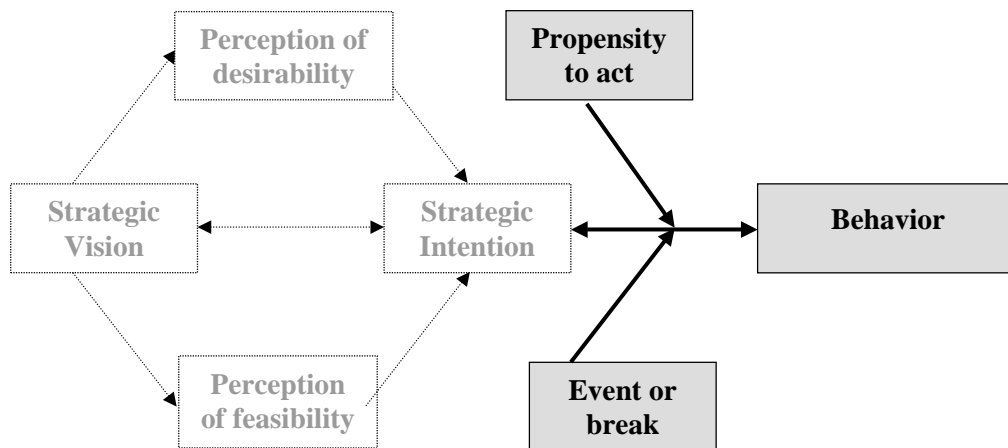 Perception of
desirability
Propensity
to act
Strategic
Vision
Strategic
Intention
Behavior
Perception
of feasibility
Event or
break